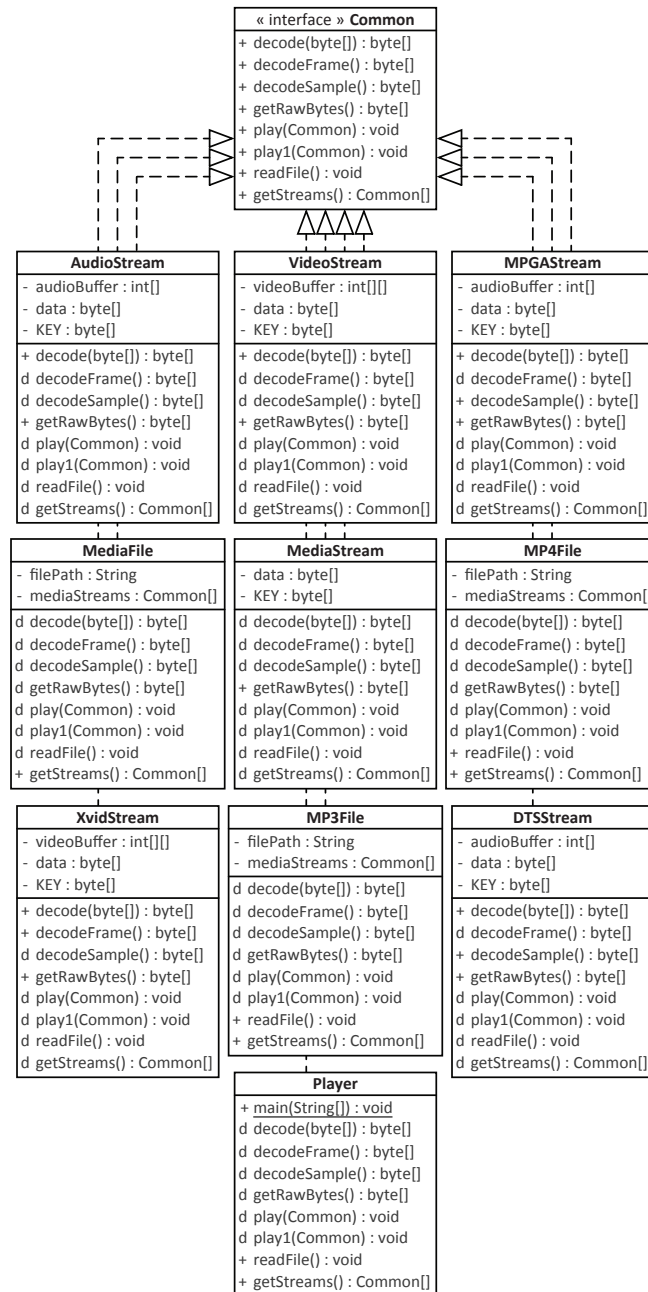 « interface » Common
+ decode(byte[]) : byte[]
+ decodeFrame() : byte[]
+ decodeSample() : byte[]
+ getRawBytes() : byte[]
+ play(Common) : void
+ play1(Common) : void
+ readFile() : void
+ getStreams() : Common[]
AudioStream
- audioBuffer : int[]
- data : byte[]
- KEY : byte[]
+ decode(byte[]) : byte[]
d decodeFrame() : byte[]
d decodeSample() : byte[]
+ getRawBytes() : byte[]
d play(Common) : void
d play1(Common) : void
d readFile() : void
d getStreams() : Common[]
VideoStream
- videoBuffer : int[][]
- data : byte[]
- KEY : byte[]
+ decode(byte[]) : byte[]
d decodeFrame() : byte[]
d decodeSample() : byte[]
+ getRawBytes() : byte[]
d play(Common) : void
d play1(Common) : void
d readFile() : void
d getStreams() : Common[]
MPGAStream
- audioBuffer : int[]
- data : byte[]
- KEY : byte[]
+ decode(byte[]) : byte[]
d decodeFrame() : byte[]
+ decodeSample() : byte[]
+ getRawBytes() : byte[]
d play(Common) : void
d play1(Common) : void
d readFile() : void
d getStreams() : Common[]
MediaFile
- filePath : String
- mediaStreams : Common[]
d decode(byte[]) : byte[]
d decodeFrame() : byte[]
d decodeSample() : byte[]
d getRawBytes() : byte[]
d play(Common) : void
d play1(Common) : void
d readFile() : void
+ getStreams() : Common[]
MediaStream
- data : byte[]
- KEY : byte[]
d decode(byte[]) : byte[]
d decodeFrame() : byte[]
d decodeSample() : byte[]
+ getRawBytes() : byte[]
d play(Common) : void
d play1(Common) : void
d readFile() : void
d getStreams() : Common[]
MP4File
- filePath : String
- mediaStreams : Common[]
d decode(byte[]) : byte[]
d decodeFrame() : byte[]
d decodeSample() : byte[]
d getRawBytes() : byte[]
d play(Common) : void
d play1(Common) : void
+ readFile() : void
+ getStreams() : Common[]
XvidStream
- videoBuffer : int[][]
- data : byte[]
- KEY : byte[]
+ decode(byte[]) : byte[]
+ decodeFrame() : byte[]
d decodeSample() : byte[]
+ getRawBytes() : byte[]
d play(Common) : void
d play1(Common) : void
d readFile() : void
d getStreams() : Common[]
MP3File
- filePath : String
- mediaStreams : Common[]
d decode(byte[]) : byte[]
d decodeFrame() : byte[]
d decodeSample() : byte[]
d getRawBytes() : byte[]
d play(Common) : void
d play1(Common) : void
+ readFile() : void
+ getStreams() : Common[]
DTSStream
- audioBuffer : int[]
- data : byte[]
- KEY : byte[]
+ decode(byte[]) : byte[]
d decodeFrame() : byte[]
+ decodeSample() : byte[]
+ getRawBytes() : byte[]
d play(Common) : void
d play1(Common) : void
d readFile() : void
d getStreams() : Common[]
Player
+ main(String[]) : void
d decode(byte[]) : byte[]
d decodeFrame() : byte[]
d decodeSample() : byte[]
d getRawBytes() : byte[]
d play(Common) : void
d play1(Common) : void
+ readFile() : void
+ getStreams() : Common[]